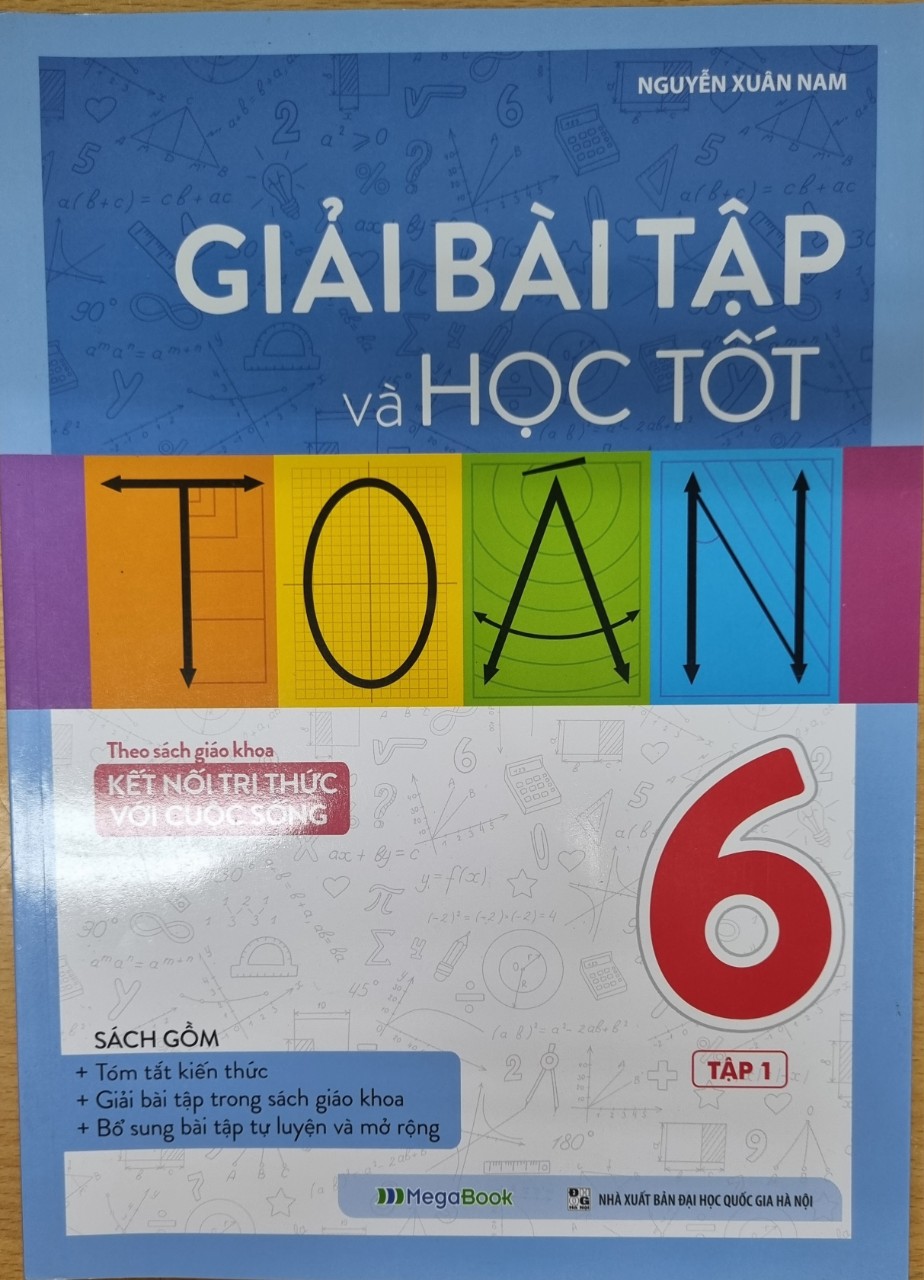 NGUYỄN XUÂN NAM
GIẢI BÀI TẬP
và HỌC TỐT
TOÁN
Theo sách giáo khoa
KẾT NỐI TRI THỨC
VỚI CUỘC SỐNG
6
TẬP 1
SÁCH GỒM
+ Tóm tắt kiến thức
+ Giải bài tập trong sách giáo khoa
+ Bổ sung bài tập tự luyện và mở rộng
MegaBook
NHÀ XUẤT BẢN ĐẠI HỌC QUỐC GIA HÀ NỘI